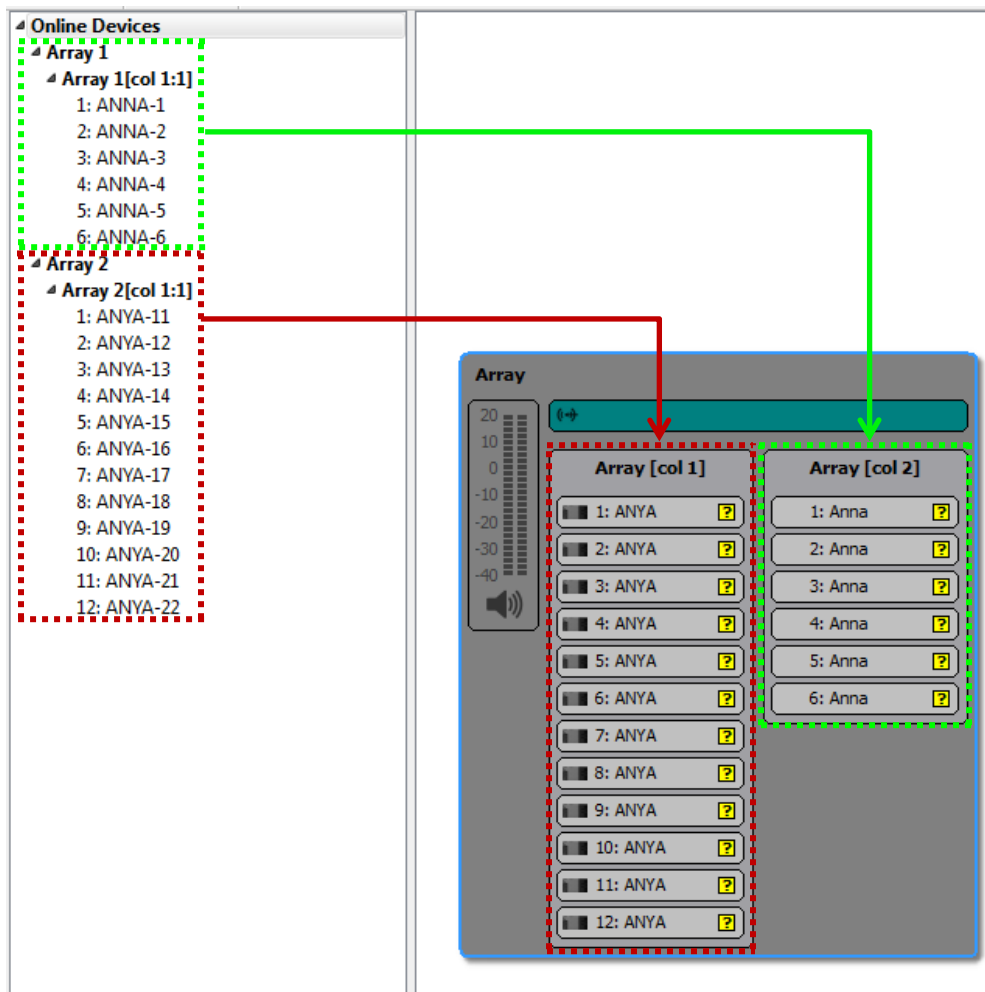 Online Devices
Array 1
Array 1[col 1:1]
1: ANNA-1
2: ANNA-2
3: ANNA-3
4: ANNA-4
5: ANNA-5
6: ANNA-6
Array 2
Array 2[col 1:1]
1: ANYA-11
2: ANYA-12
3: ANYA-13
4: ANYA-14
5: ANYA-15
6: ANYA-16
7: ANYA-17
8: ANYA-18
9: ANYA-19
10: ANYA-20
11: ANYA-21
12: ANYA-22
Array
20
10
0
-10
-20
-30
-40
Array [col 1]
1: ANYA ?
2: ANYA ?
3: ANYA ?
4: ANYA ?
5: ANYA ?
6: ANYA ?
7: ANYA ?
8: ANYA ?
9: ANYA ?
10: ANYA ?
11: ANYA ?
12: ANYA ?
Array [col 2]
1: Anna ?
2: Anna ?
3: Anna ?
4: Anna ?
5: Anna ?
6: Anna ?